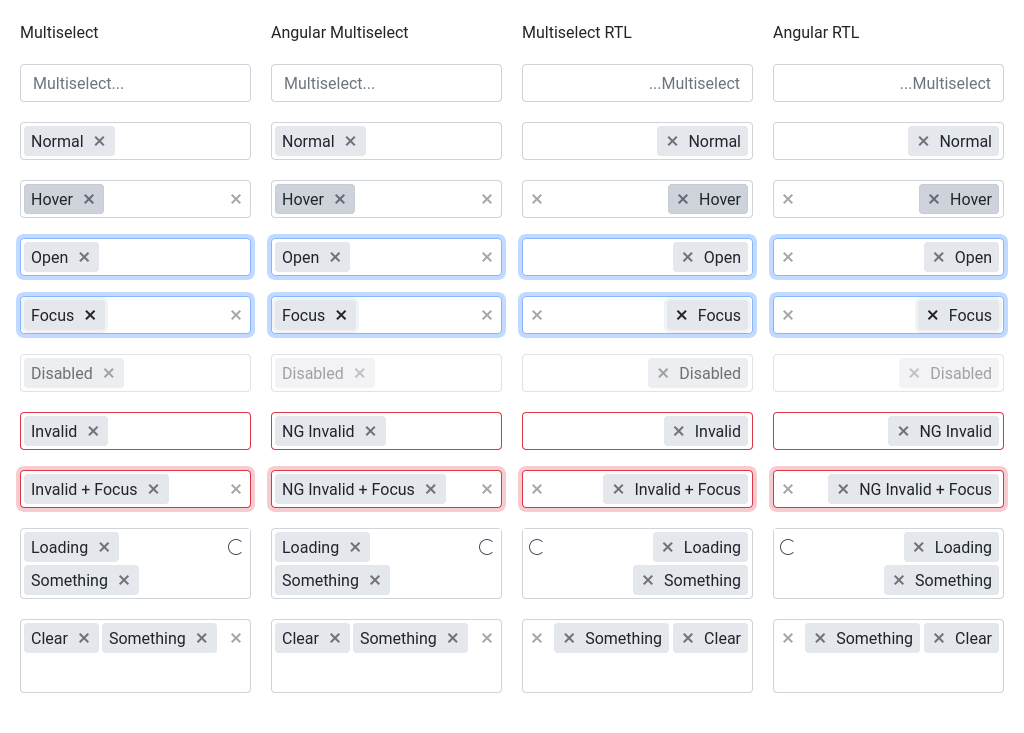 Multiselect Angular Multiselect Multiselect RTL Angular RTL
Multiselect... Multiselect... ...Multiselect ...Multiselect
Normal Normal Normal Normal
Hover Hover Hover Hover
Open Open Open Open
Focus Focus Focus Focus
Disabled Disabled Disabled Disabled
Invalid NG Invalid Invalid NG Invalid
Invalid + Focus NG Invalid + Focus Invalid + Focus NG Invalid + Focus
Loading Loading Loading Loading
Something Something Something Something
Clear Something Clear Something Something Clear Something Clear